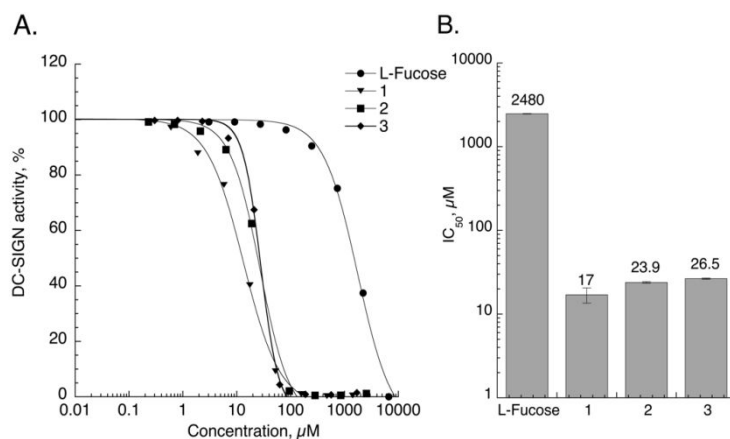 A.
120
100
80
60
40
20
0
DC-SIGN activity, %
L-Fucose
1
2
3
0.01 0.1 1 10 100 1000 10000
Concentration, µM
B.
10000
1000
100
10
1
IC50, µM
2480
17
23.9
26.5
L-Fucose 1 2 3